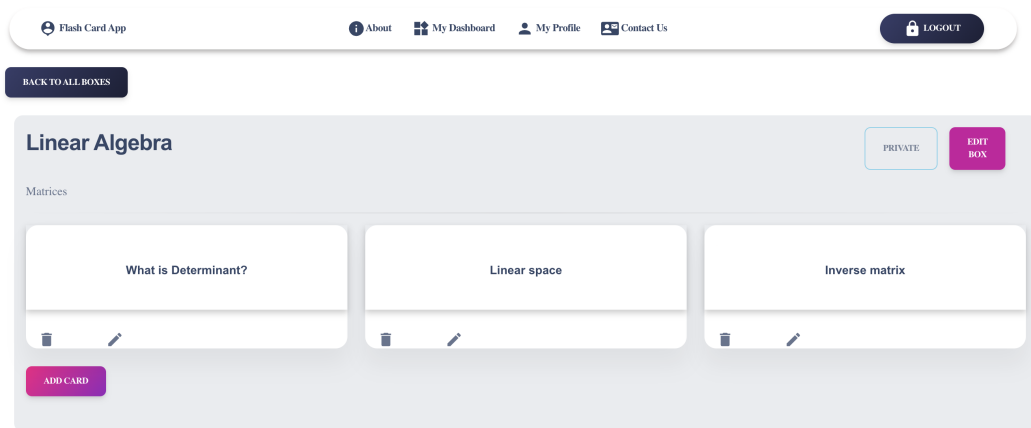 Flash Card App
About
My Dashboard
My Profile
Contact Us
LOGOUT
BACK TO ALL BOXES
Linear Algebra
PRIVATE
EDIT
BOX
Matrices
What is Determinant?
Linear space
Inverse matrix
ADD CARD